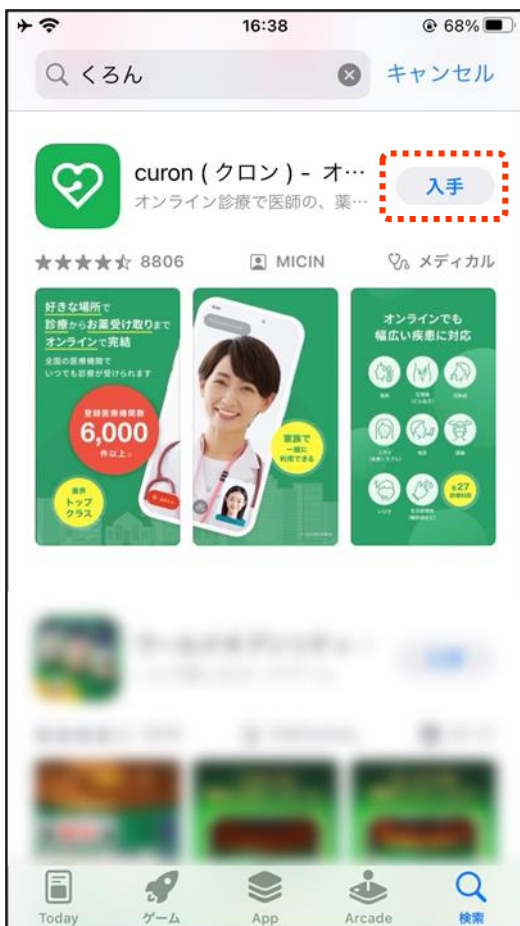 16:38
68%
くろん
キャンセル
curon ( クロン ) - オ…
オンライン診療で医師の、薬…
入手
8806
MICIN
メディカル
好きな場所で
診療からお薬受け取りまで
オンラインで完結
全国の医療機関で
いつでも診察が受けられます
登録医療機関数
6,000
件以上
業界
トップ
クラス
家族で
一緒に
利用できる
オンラインでも
幅広い疾患に対応
全27
診療科目
Today
ゲーム
App
Arcade
検索